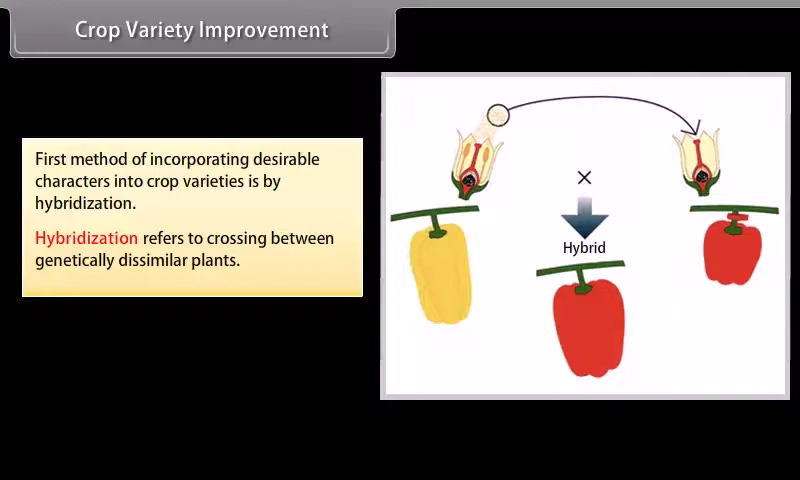 Crop Variety Improvement
First method of incorporating desirable
characters into crop varieties is by
hybridization.
Hybridization refers to crossing between
genetically dissimilar plants.
×
Hybrid